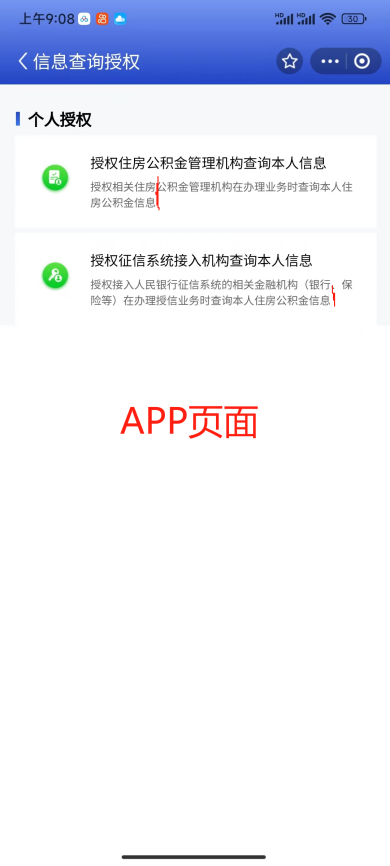 上午9:08
HD HD 30
信息查询授权
个人授权
授权住房公积金管理机构查询本人信息
授权相关住房公积金管理机构在办理业务时查询本人住
房公积金信息
授权征信系统接入机构查询本人信息
授权接入人民银行征信系统的相关金融机构（银行、保
险等）在办理授信业务时查询本人住房公积金信息
APP页面